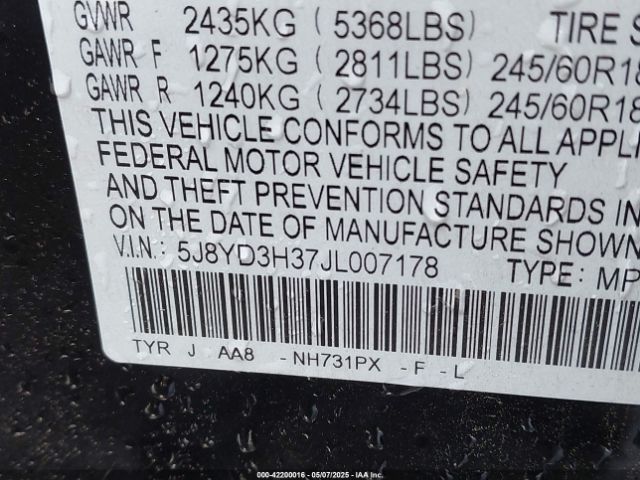 GVWR 2435KG ( 5368LBS) TIRE S
GAWR F 1275KG ( 2811LBS) 245/60R18
GAWR R 1240KG ( 2734LBS) 245/60R18
THIS VEHICLE CONFORMS TO ALL APPLI
FEDERAL MOTOR VEHICLE SAFETY
AND THEFT PREVENTION STANDARDS IN
ON THE DATE OF MANUFACTURE SHOWN
V.I.N: 5J8YD3H37JL007178 TYPE: MP
TYR J AA8 -NH731PX -F -L
000-42200016 - 05/07/2025 - IAA Inc.